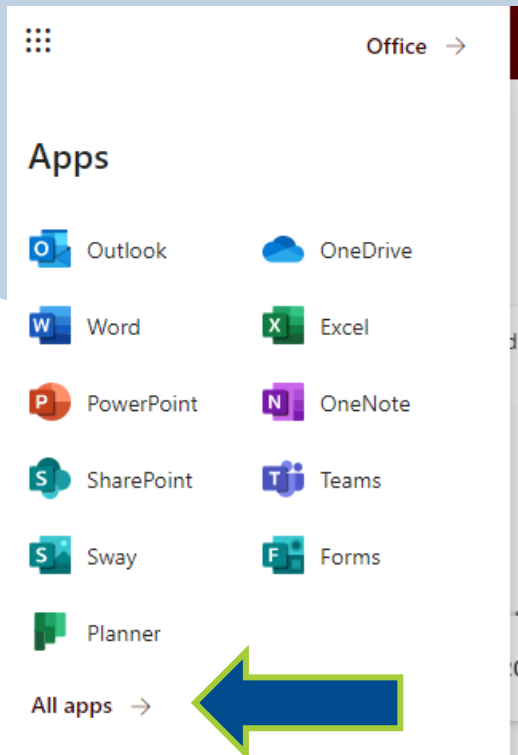 Office →
Apps
Outlook OneDrive
Word Excel
PowerPoint OneNote
SharePoint Teams
Sway Forms
Planner
All apps →